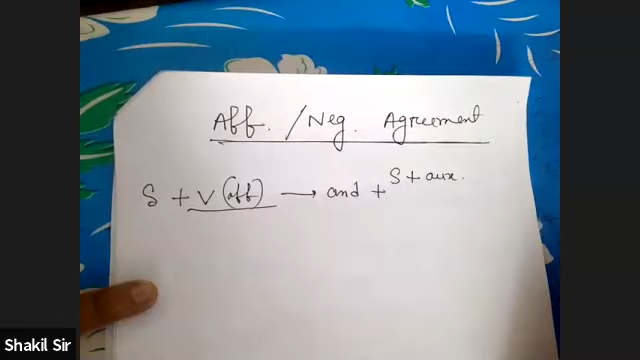 Aff. / Neg. Agreement
S + V (aff) → and + S + aux.
Shakil Sir